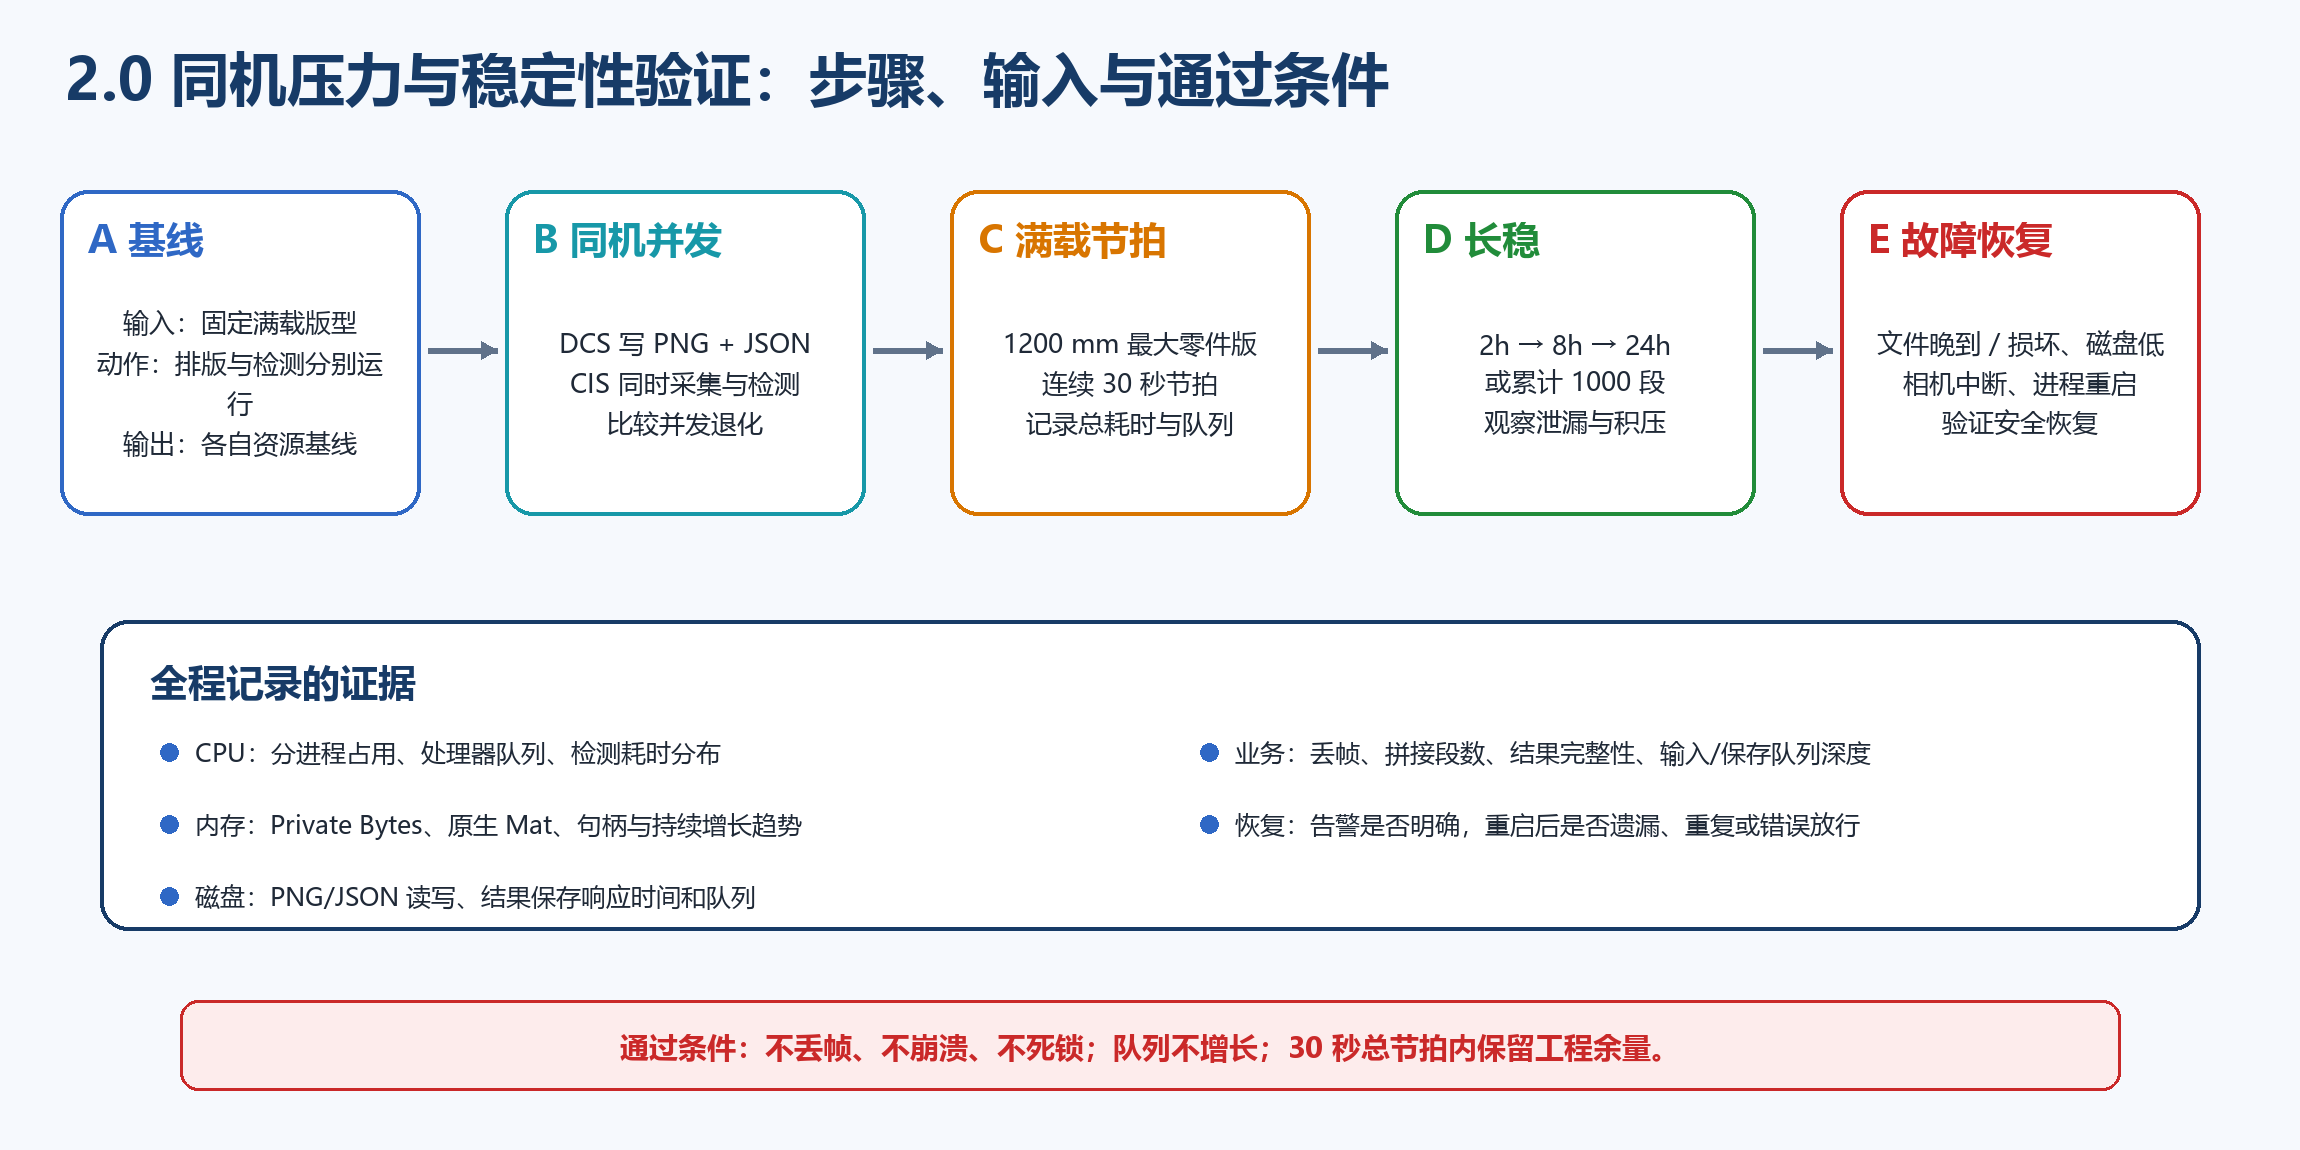 2.0 同机压力与稳定性验证：步骤、输入与通过条件
A 基线
输入：固定满载版型
动作：排版与检测分别运
行
输出：各自资源基线
B 同机并发
DCS 写 PNG + JSON
CIS 同时采集与检测
比较并发退化
C 满载节拍
1200 mm 最大零件版
连续 30 秒节拍
记录总耗时与队列
D 长稳
2h → 8h → 24h
或累计 1000 段
观察泄漏与积压
E 故障恢复
文件晚到 / 损坏、磁盘低
相机中断、进程重启
验证安全恢复
全程记录的证据
CPU：分进程占用、处理器队列、检测耗时分布
内存：Private Bytes、原生 Mat、句柄与持续增长趋势
磁盘：PNG/JSON 读写、结果保存响应时间和队列
业务：丢帧、拼接段数、结果完整性、输入/保存队列深度
恢复：告警是否明确，重启后是否遗漏、重复或错误放行
通过条件：不丢帧、不崩溃、不死锁；队列不增长；30 秒总节拍内保留工程余量。